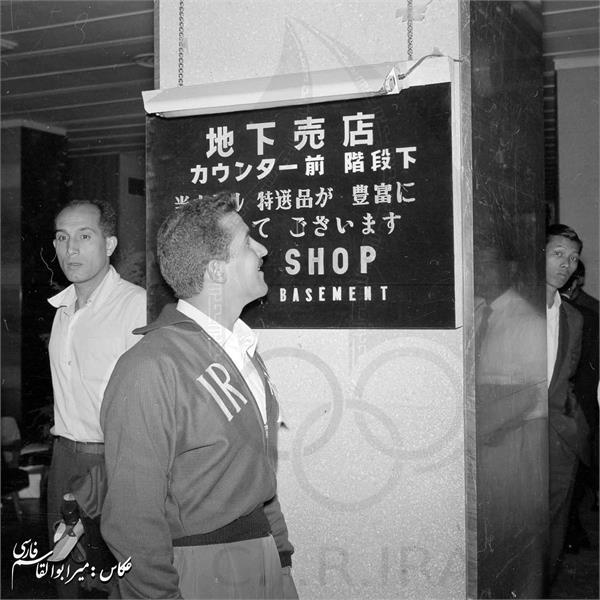 地下売店
カウンター前 階段下
特選品が 豊富に
て ございます
SHOP
BASEMENT
IR
عکاس : میرابوالقاسم فارسی